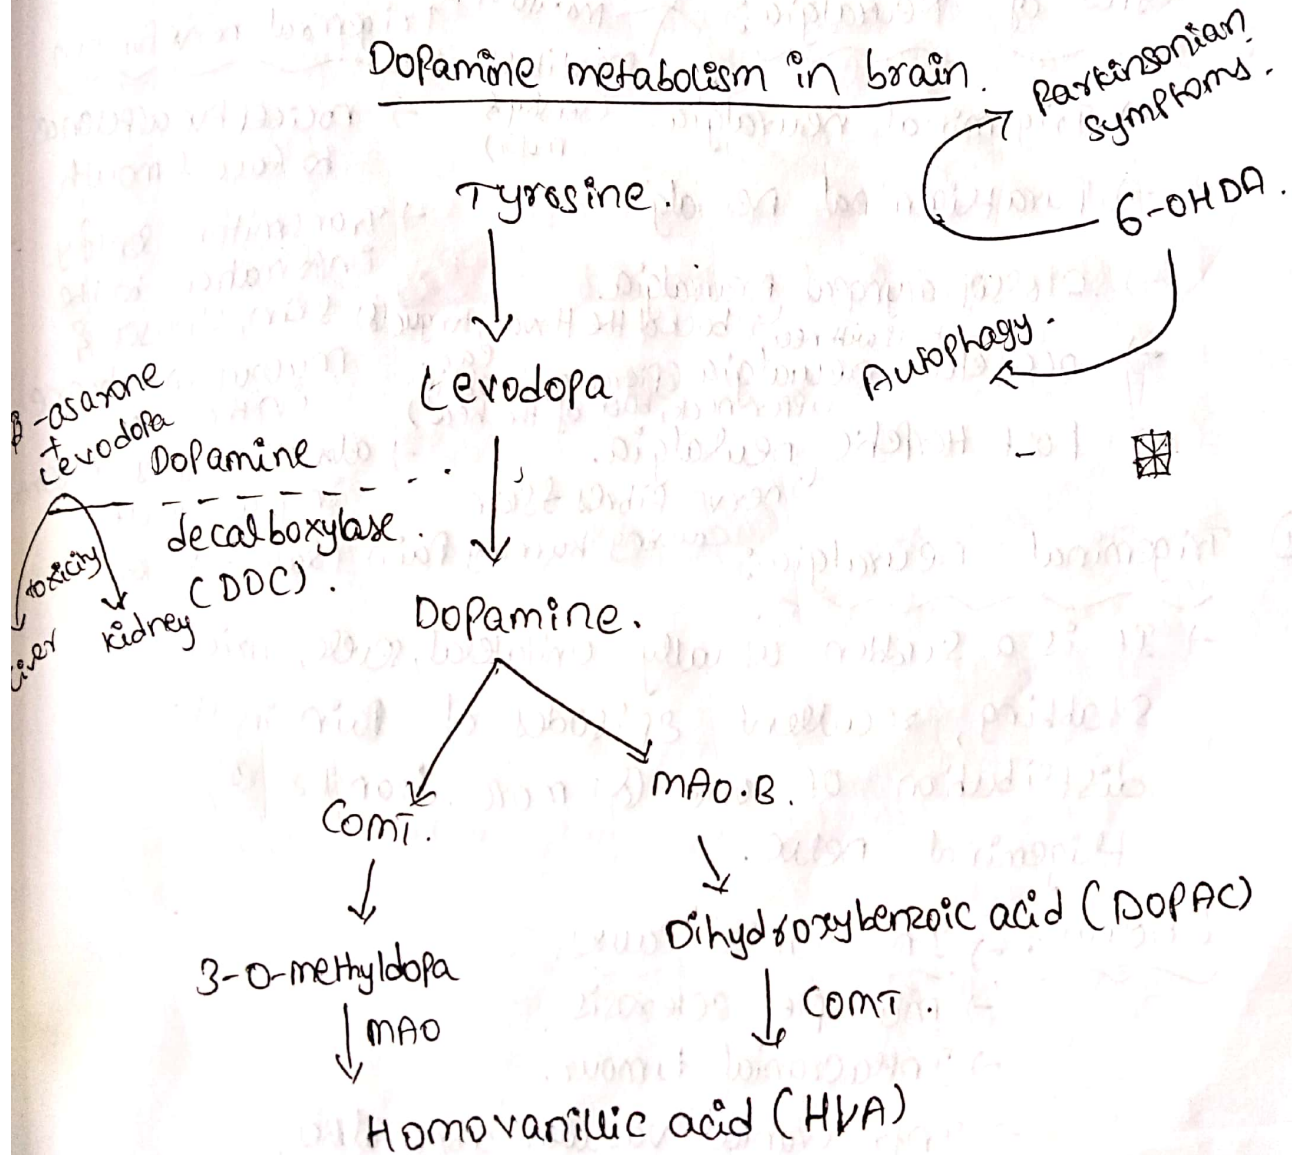 Dopamine metabolism in brain.
Parkinsonian
symptoms.
Tyrosine.
6-OHDA.
Autophagy.
Levodopa
β-asarone
+
Levodopa
Dopamine
decarboxylase.
(DDC).
toxicity
Liver
Kidney
Dopamine.
COMT.
MAO.B.
3-O-methyldopa
Dihydroxybenzoic acid (DOPAC)
MAO
COMT.
Homovanillic acid (HVA)